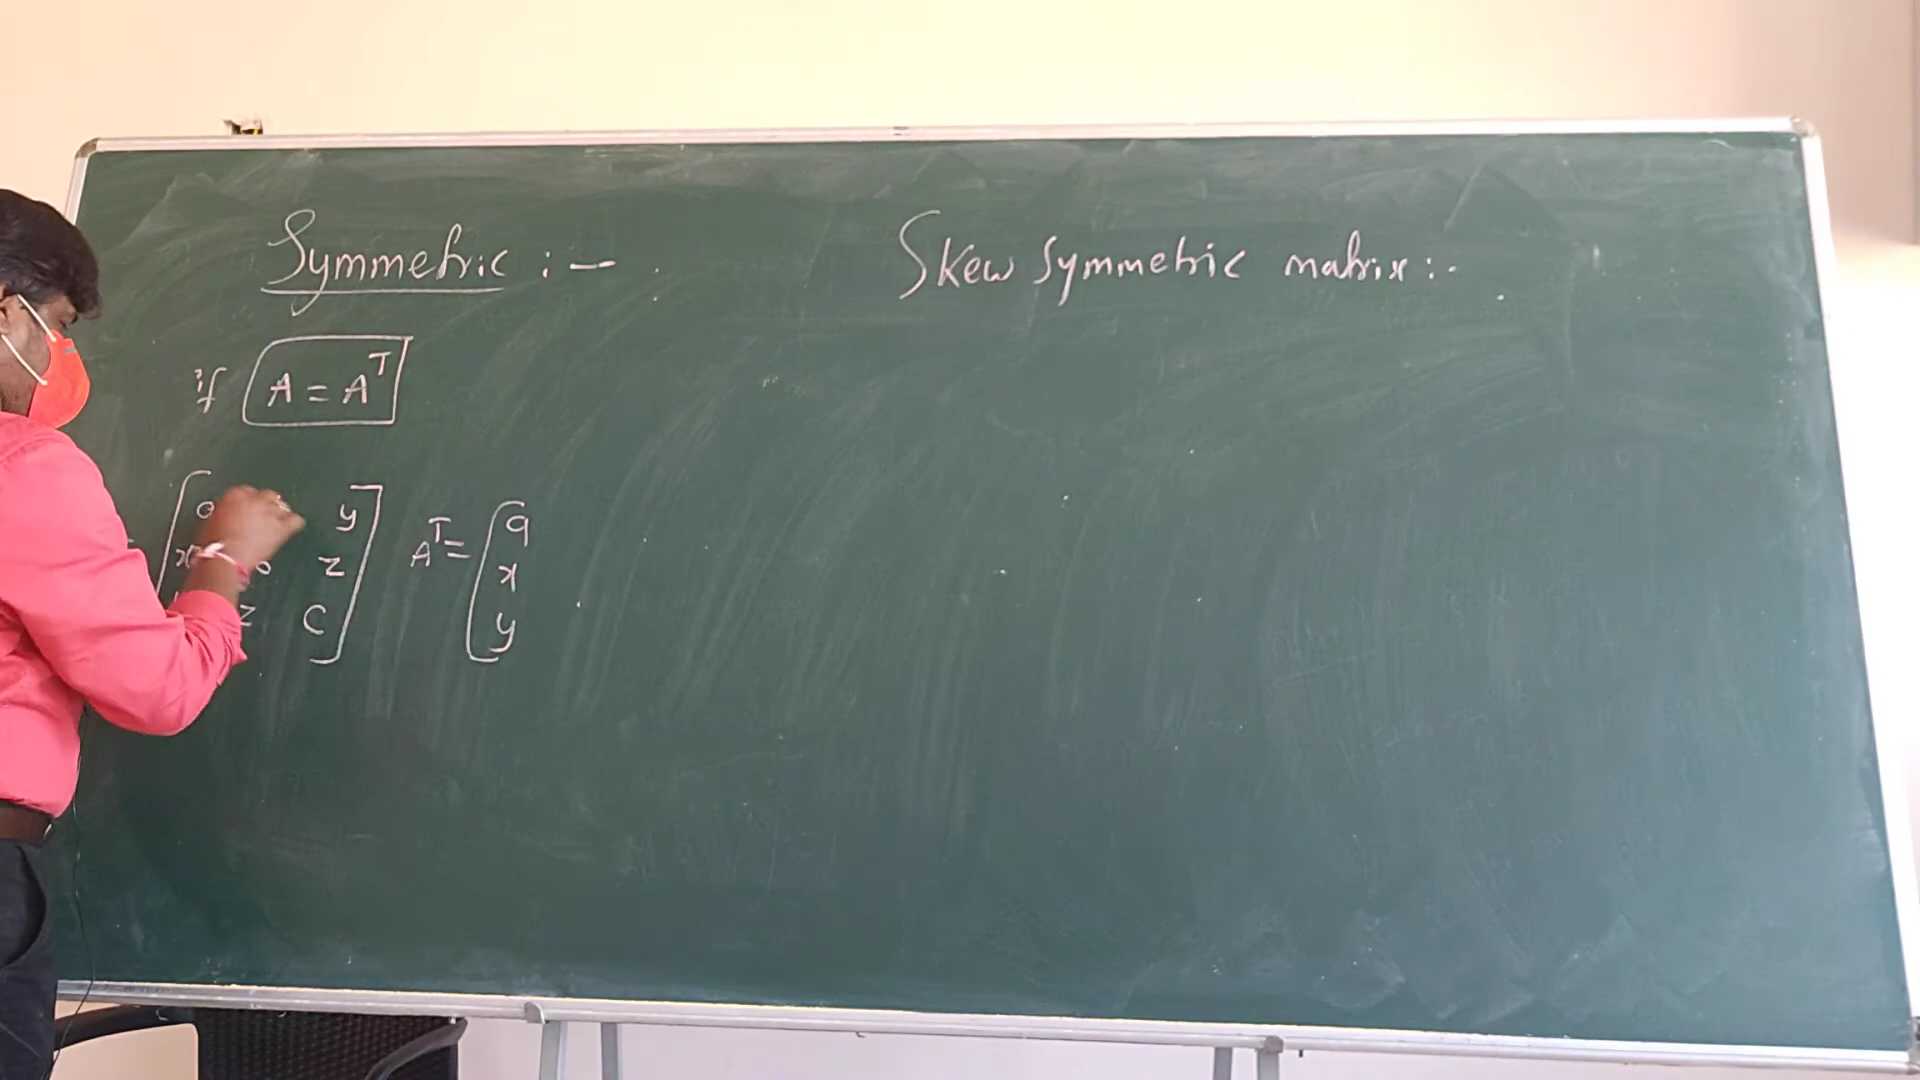 Symmetric :-
if A = A^T
y
x z
z C
A^T = [a
x
y
Skew Symmetric matrix :-